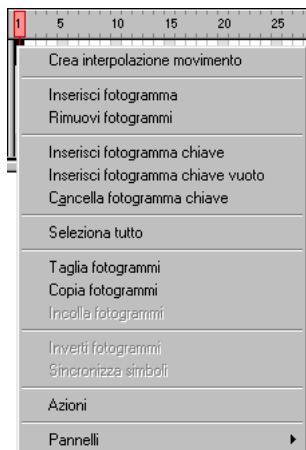 1 5 10 15 20 25
Crea interpolazione movimento
Inserisci fotogramma
Rimuovi fotogrammi
Inserisci fotogramma chiave
Inserisci fotogramma chiave vuoto
Cancella fotogramma chiave
Seleziona tutto
Taglia fotogrammi
Copia fotogrammi
Incolla fotogrammi
Inverti fotogrammi
Sincronizza simboli
Azioni
Pannelli